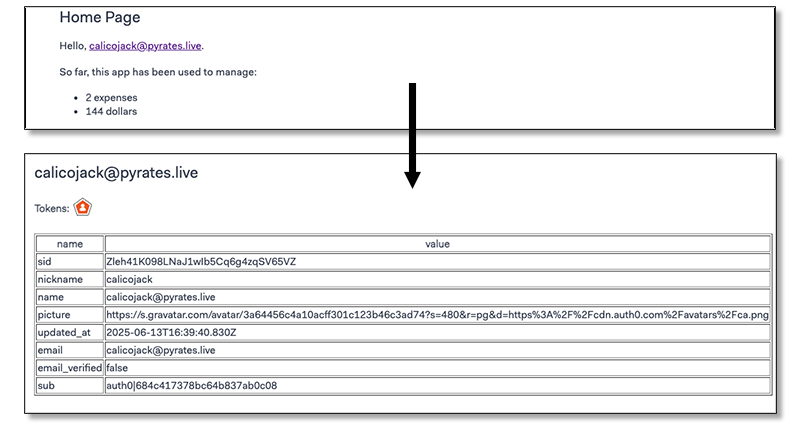 Home Page
Hello, calicojack@pyrates.live.
So far, this app has been used to manage:
• 2 expenses
• 144 dollars
calicojack@pyrates.live
Tokens:
name value
sid Zleh41K098LNaJ1wIb5Cq6g4zqSV65VZ
nickname calicojack
name calicojack@pyrates.live
picture https://s.gravatar.com/avatar/3a64456c4a10acff301c123b46c3ad74?s=480&r=pg&d=https%3A%2F%2Fcdn.auth0.com%2Favatars%2Fca.png
updated_at 2025-06-13T16:39:40.830Z
email calicojack@pyrates.live
email_verified false
sub auth0|684c417378bc64b837ab0c08